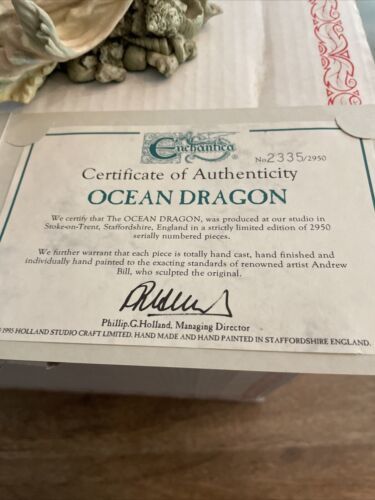 Enchantica ®
No 2335/2950
Certificate of Authenticity
OCEAN DRAGON
We certify that The OCEAN DRAGON, was produced at our studio in
Stoke-on-Trent, Staffordshire, England in a strictly limited edition of 2950
serially numbered pieces.
We further warrant that each piece is totally hand cast, hand finished and
individually hand painted to the exacting standards of renowned artist Andrew
Bill, who sculpted the original.
Phillip.G.Holland, Managing Director
© 1995 HOLLAND STUDIO CRAFT LIMITED. HAND MADE AND HAND PAINTED IN STAFFORDSHIRE ENGLAND.